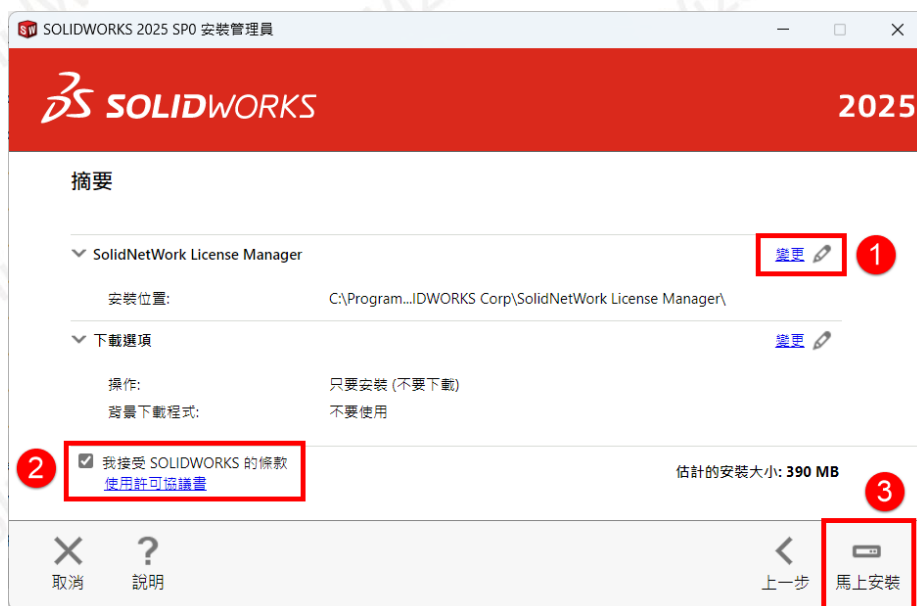 SOLIDWORKS 2025 SP0 安裝管理員
SOLIDWORKS
2025
摘要
SolidNetWork License Manager
變更
1
安裝位置:
C:\Program...IDWORKS Corp\SolidNetWork License Manager\
下載選項
變更
操作:
只要安裝 (不要下載)
背景下載程式:
不要使用
2
我接受 SOLIDWORKS 的條款
使用許可協議書
估計的安裝大小: 390 MB
3
取消
說明
上一步
馬上安裝